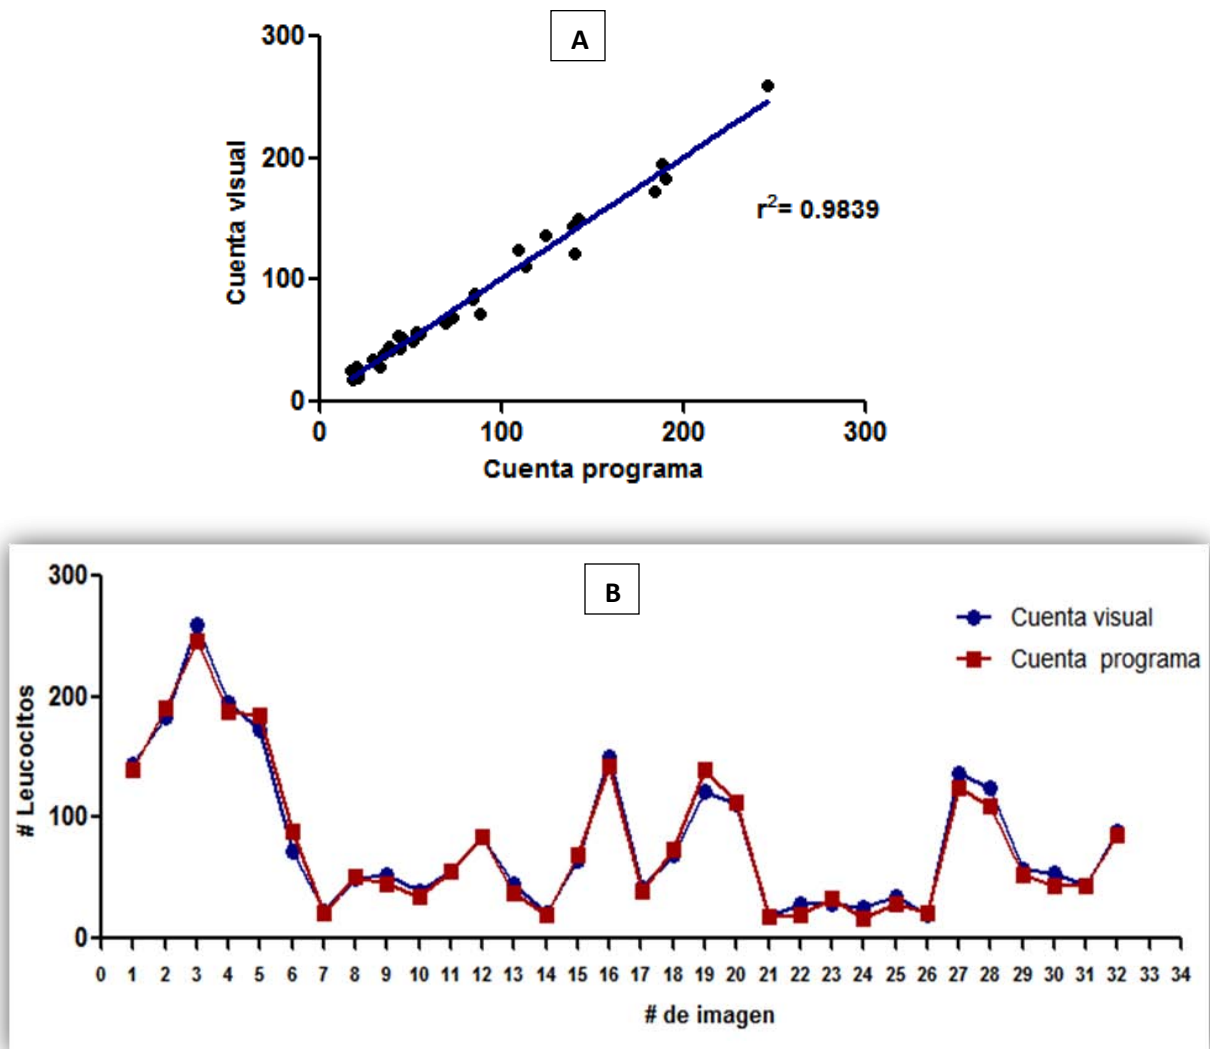 A
300
200
100
0
Cuenta visual
r²= 0.9839
0 100 200 300
Cuenta programa
B
300
200
100
0
# Leucocitos
Cuenta visual
Cuenta programa
0 1 2 3 4 5 6 7 8 9 10 11 12 13 14 15 16 17 18 19 20 21 22 23 24 25 26 27 28 29 30 31 32 33 34
# de imagen